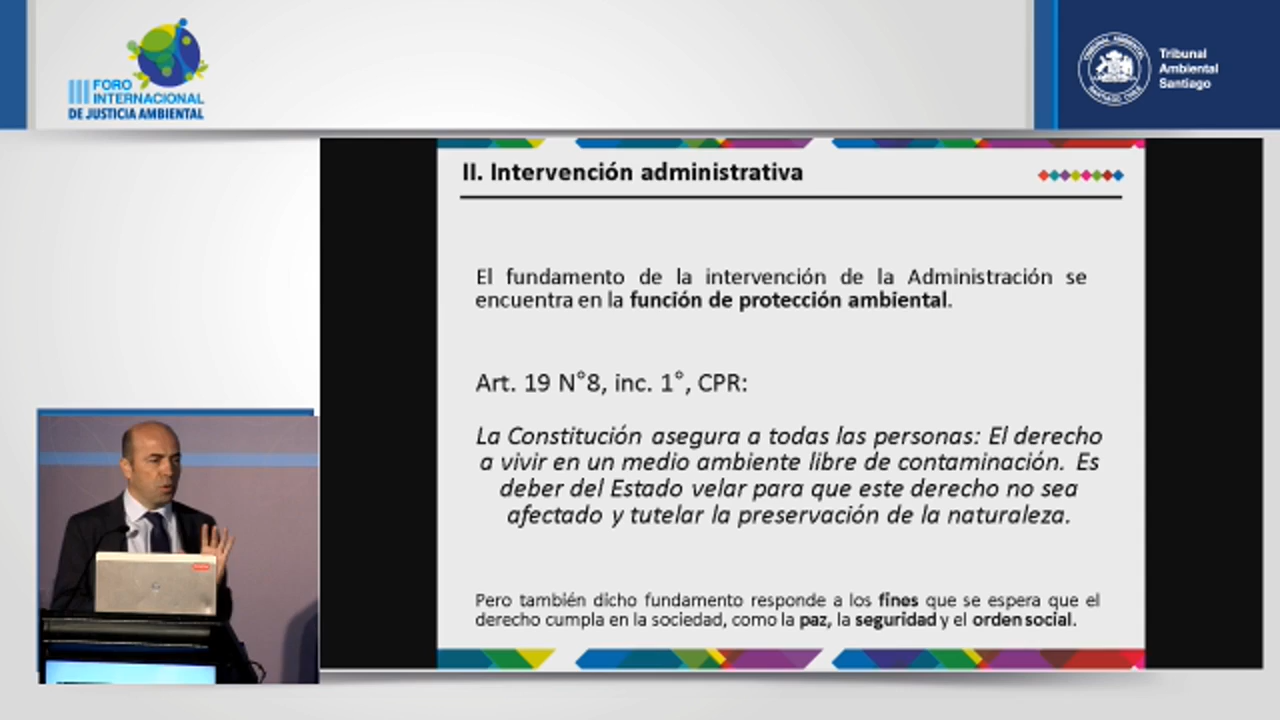 III FORO
INTERNACIONAL
DE JUSTICIA AMBIENTAL
TRIBUNAL AMBIENTAL
SANTIAGO CHILE
Tribunal
Ambiental
Santiago
II. Intervención administrativa
El fundamento de la intervención de la Administración se
encuentra en la función de protección ambiental.
Art. 19 N°8, inc. 1°, CPR:
La Constitución asegura a todas las personas: El derecho
a vivir en un medio ambiente libre de contaminación. Es
deber del Estado velar para que este derecho no sea
afectado y tutelar la preservación de la naturaleza.
Pero también dicho fundamento responde a los fines que se espera que el
derecho cumpla en la sociedad, como la paz, la seguridad y el orden social.